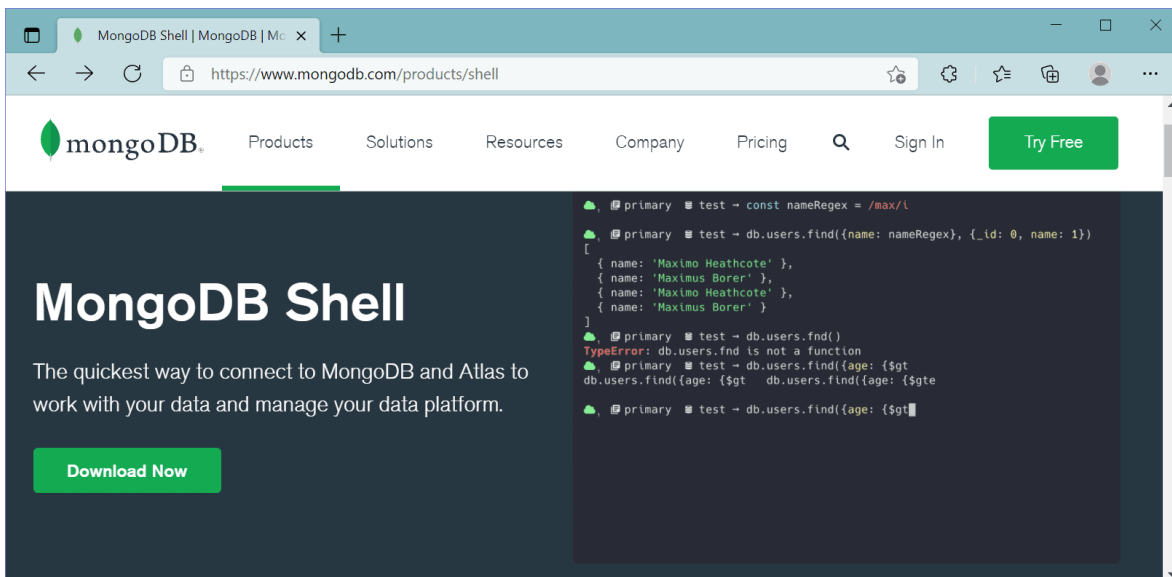 MongoDB Shell | MongoDB | Mo
https://www.mongodb.com/products/shell
mongoDB. Products Solutions Resources Company Pricing Sign In Try Free
primary test → const nameRegex = /max/i
primary test → db.users.find({name: nameRegex}, {_id: 0, name: 1})
[
{ name: 'Maximo Heathcote' },
{ name: 'Maximus Borer' },
{ name: 'Maximo Heathcote' },
{ name: 'Maximus Borer' }
]
primary test → db.users.fnd()
TypeError: db.users.fnd is not a function
primary test → db.users.find({age: {$gt
db.users.find({age: {$gt db.users.find({age: {$gte
primary test → db.users.find({age: {$gt
MongoDB Shell
The quickest way to connect to MongoDB and Atlas to
work with your data and manage your data platform.
Download Now